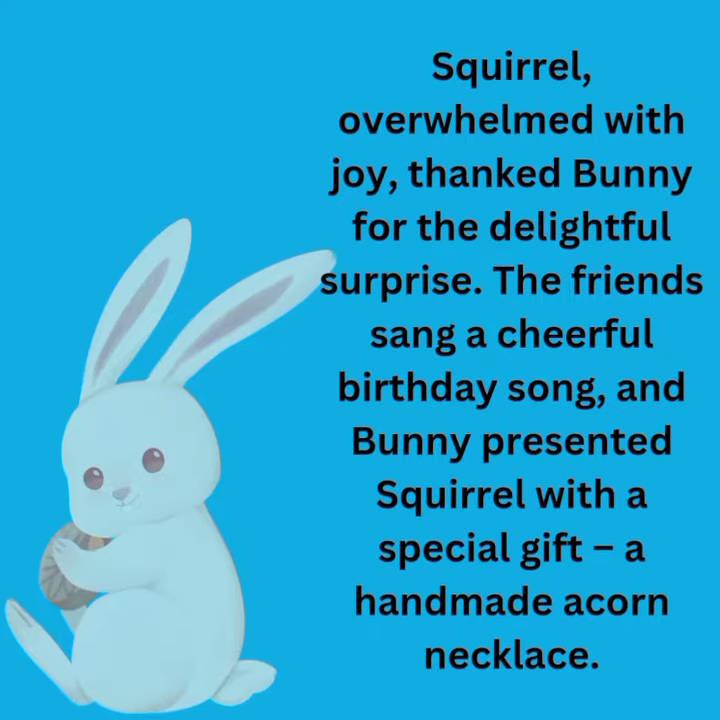 Squirrel,
overwhelmed with
joy, thanked Bunny
for the delightful
surprise. The friends
sang a cheerful
birthday song, and
Bunny presented
Squirrel with a
special gift – a
handmade acorn
necklace.